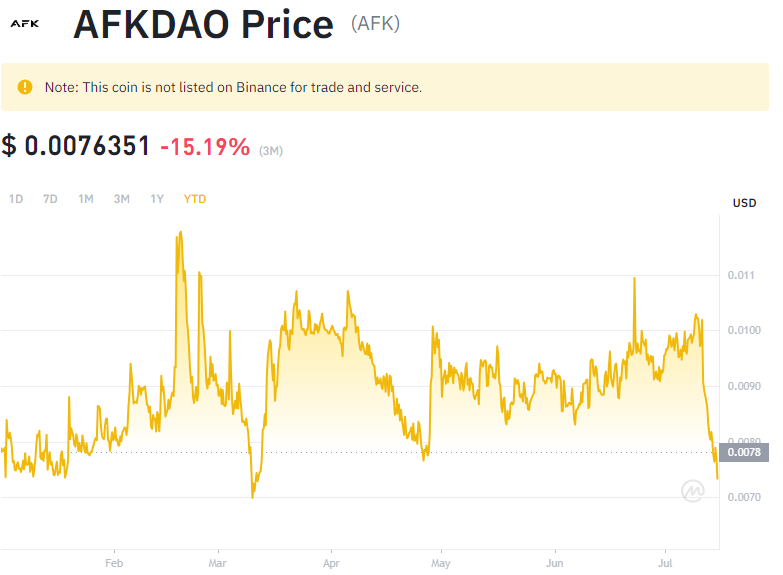 AFK AFKDAO Price (AFK)
Note: This coin is not listed on Binance for trade and service.
$ 0.0076351 -15.19% (3M)
1D 7D 1M 3M 1Y YTD
USD
0.011
0.0100
0.0090
0.0080
0.0078
0.0070
Feb Mar Apr May Jun Jul